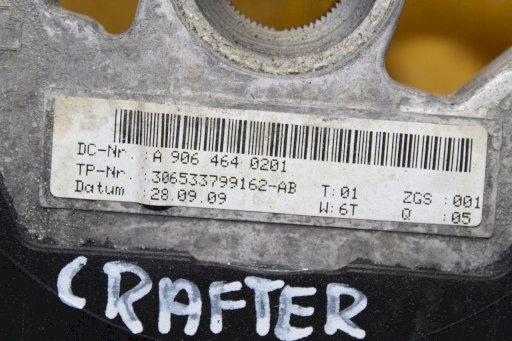 DC-Nr. :A 906 464 0201
TP-Nr :306533799162-AB T:01 ZGS :001
Datum :28.09.09 W:6T Q :05
CRAFTER